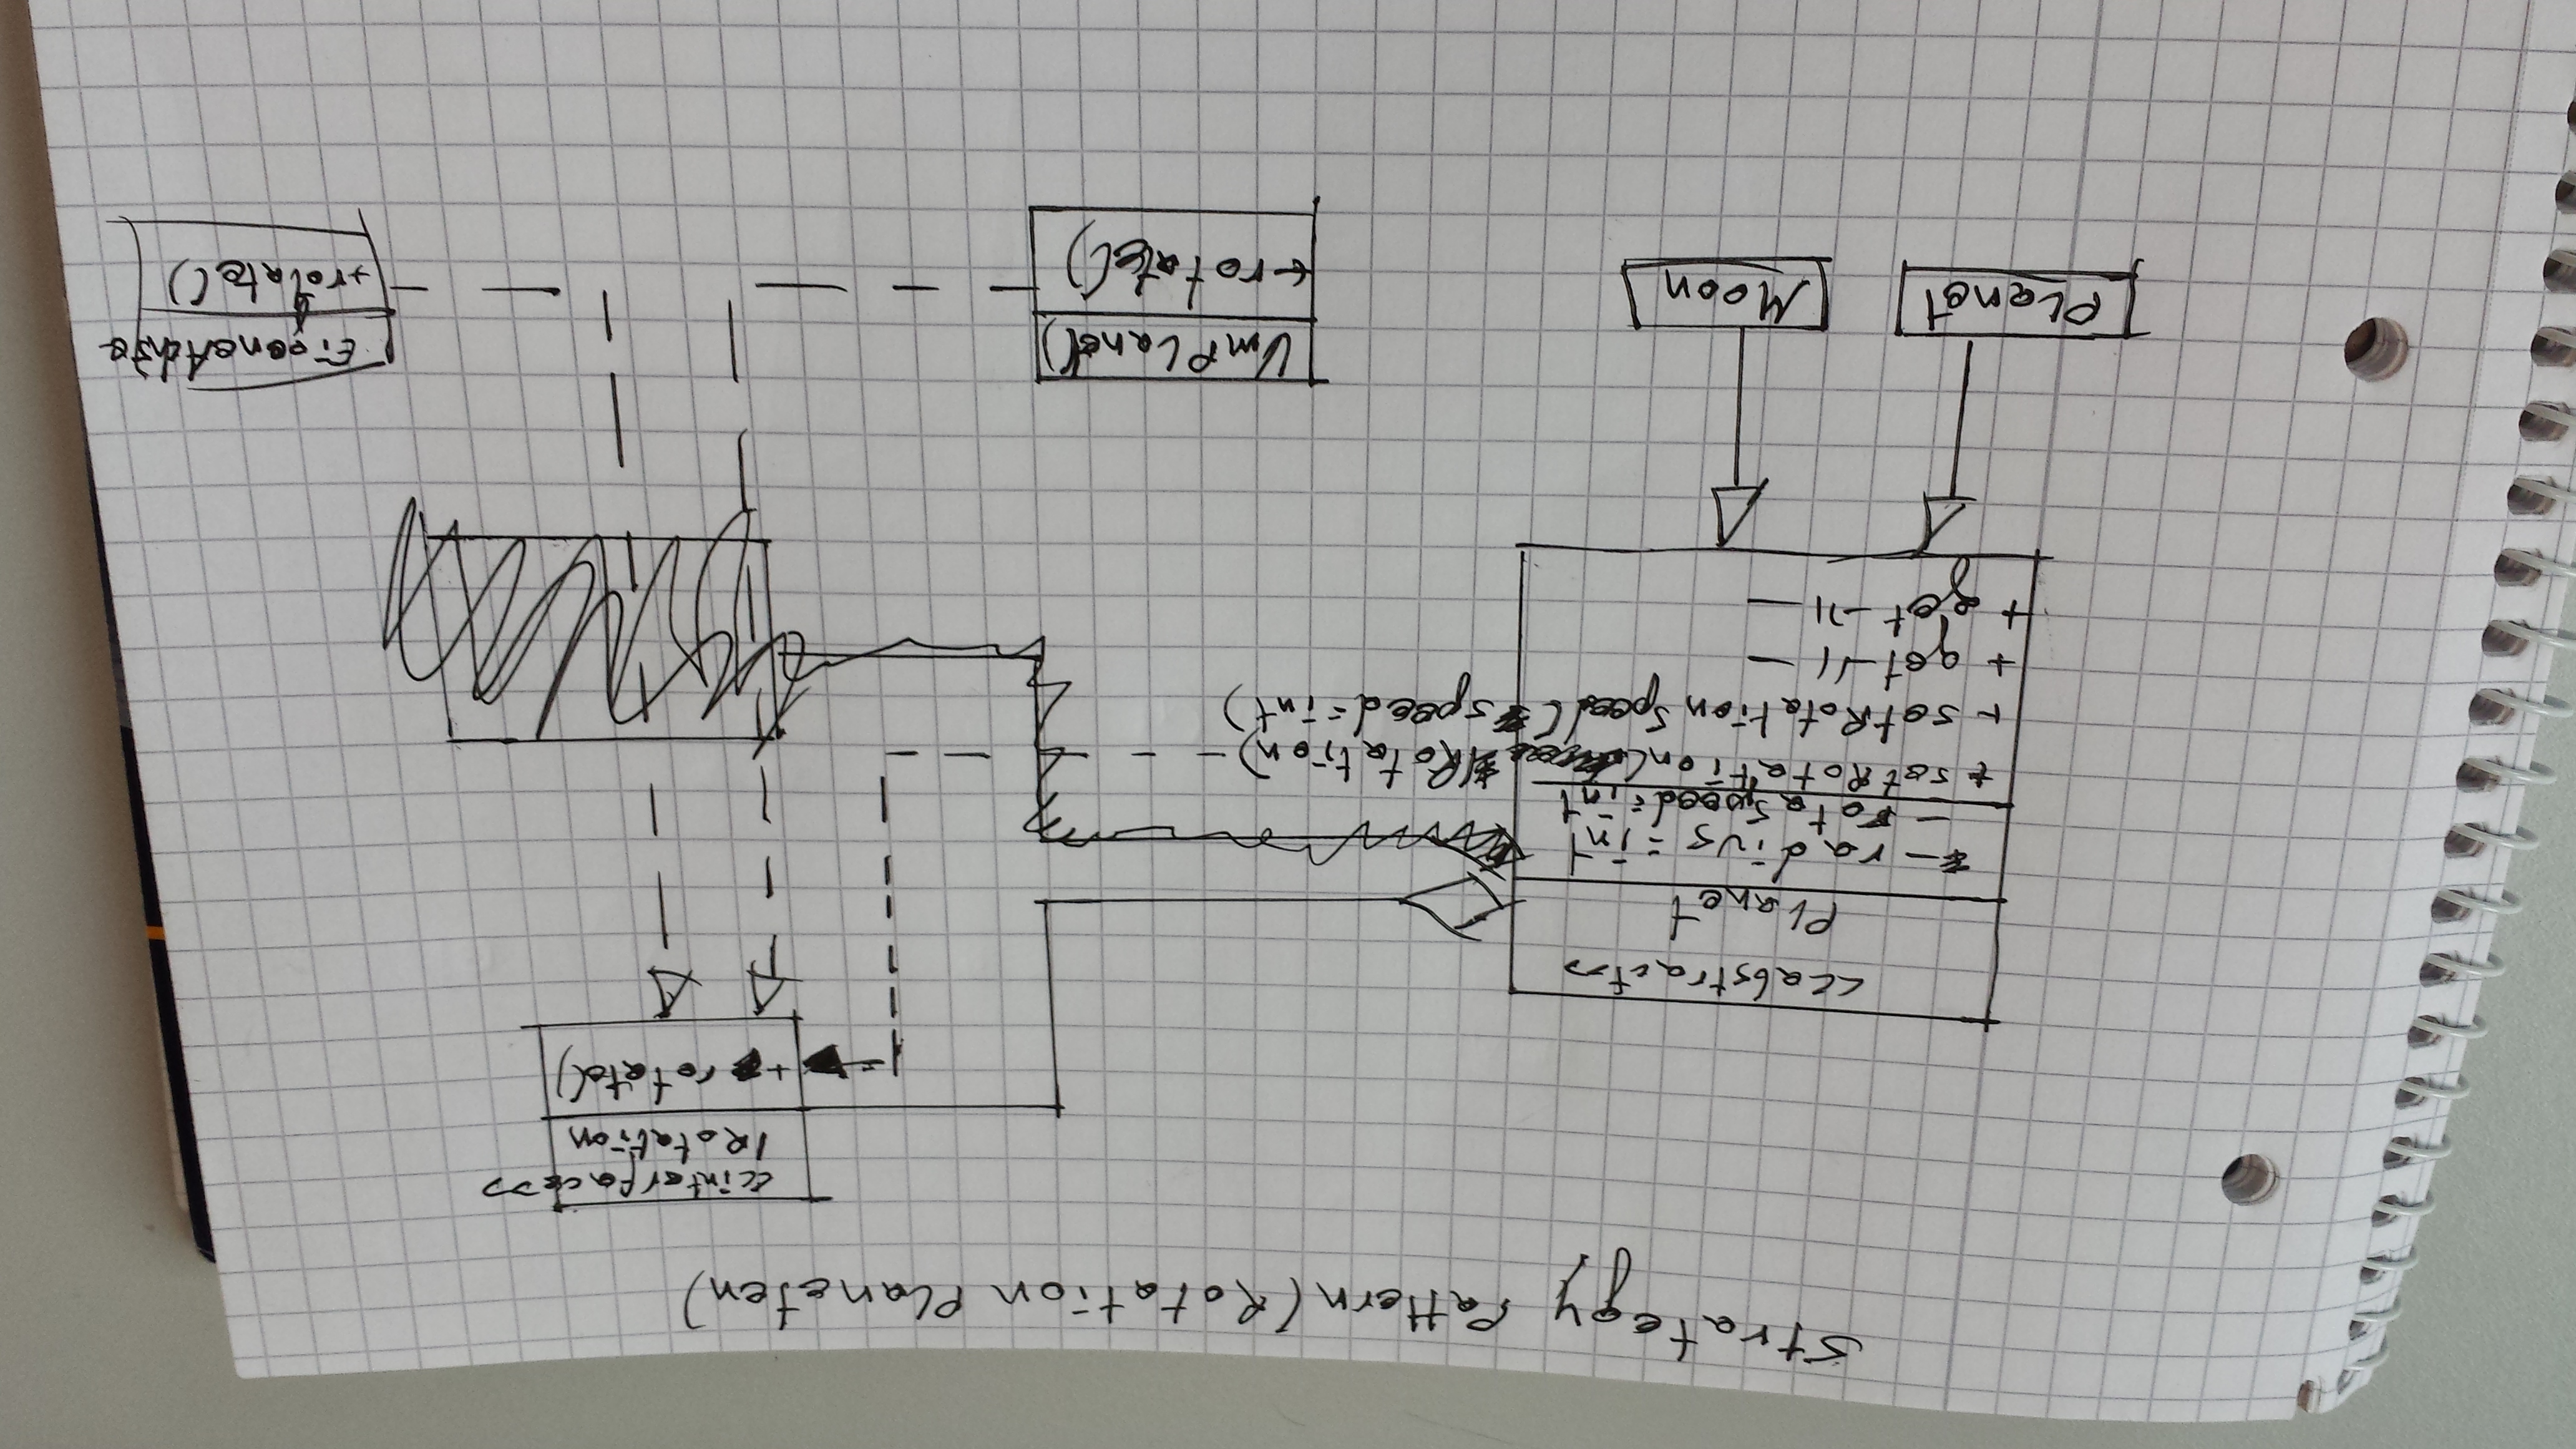 Strategy Pattern (Rotation Planeten)
<<interface>>
IRotation
+ rotate()
<<abstract>>
Planet
- radius = int
- rotaSpeed = int
+ setRotation( IRotation)
+ setRotationSpeed( speed = int)
+ get -||-
+ get -||-
Planet
Moon
UmPlanet()
+rotate()
EigeneAchse
+rotate()